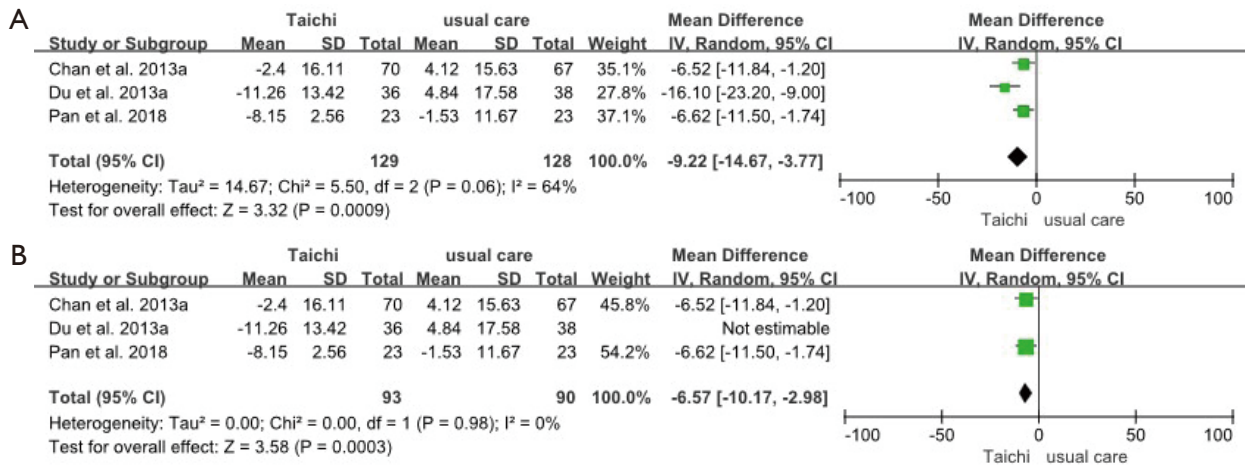 A
Taichi usual care Mean Difference Mean Difference
Study or Subgroup Mean SD Total Mean SD Total Weight IV, Random, 95% CI IV, Random, 95% CI
Chan et al. 2013a -2.4 16.11 70 4.12 15.63 67 35.1% -6.52 [-11.84, -1.20]
Du et al. 2013a -11.26 13.42 36 4.84 17.58 38 27.8% -16.10 [-23.20, -9.00]
Pan et al. 2018 -8.15 2.56 23 -1.53 11.67 23 37.1% -6.62 [-11.50, -1.74]
Total (95% CI) 129 128 100.0% -9.22 [-14.67, -3.77]
Heterogeneity: Tau² = 14.67; Chi² = 5.50, df = 2 (P = 0.06); I² = 64%
Test for overall effect: Z = 3.32 (P = 0.0009)
-100 -50 0 50 100
Taichi usual care
B
Taichi usual care Mean Difference Mean Difference
Study or Subgroup Mean SD Total Mean SD Total Weight IV, Random, 95% CI IV, Random, 95% CI
Chan et al. 2013a -2.4 16.11 70 4.12 15.63 67 45.8% -6.52 [-11.84, -1.20]
Du et al. 2013a -11.26 13.42 36 4.84 17.58 38 Not estimable
Pan et al. 2018 -8.15 2.56 23 -1.53 11.67 23 54.2% -6.62 [-11.50, -1.74]
Total (95% CI) 93 90 100.0% -6.57 [-10.17, -2.98]
Heterogeneity: Tau² = 0.00; Chi² = 0.00, df = 1 (P = 0.98); I² = 0%
Test for overall effect: Z = 3.58 (P = 0.0003)
-100 -50 0 50 100
Taichi usual care